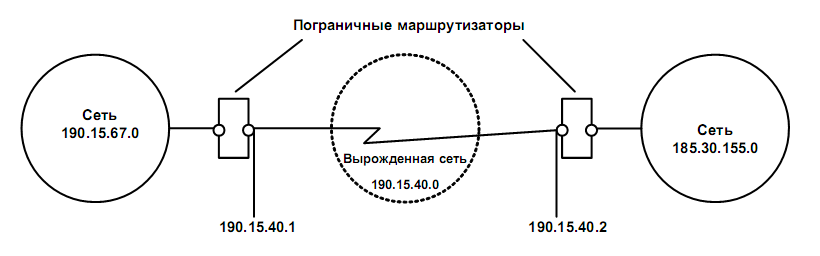 Пограничные маршрутизаторы
Сеть
190.15.67.0
Вырожденная сеть
190.15.40.0
Сеть
185.30.155.0
190.15.40.1
190.15.40.2